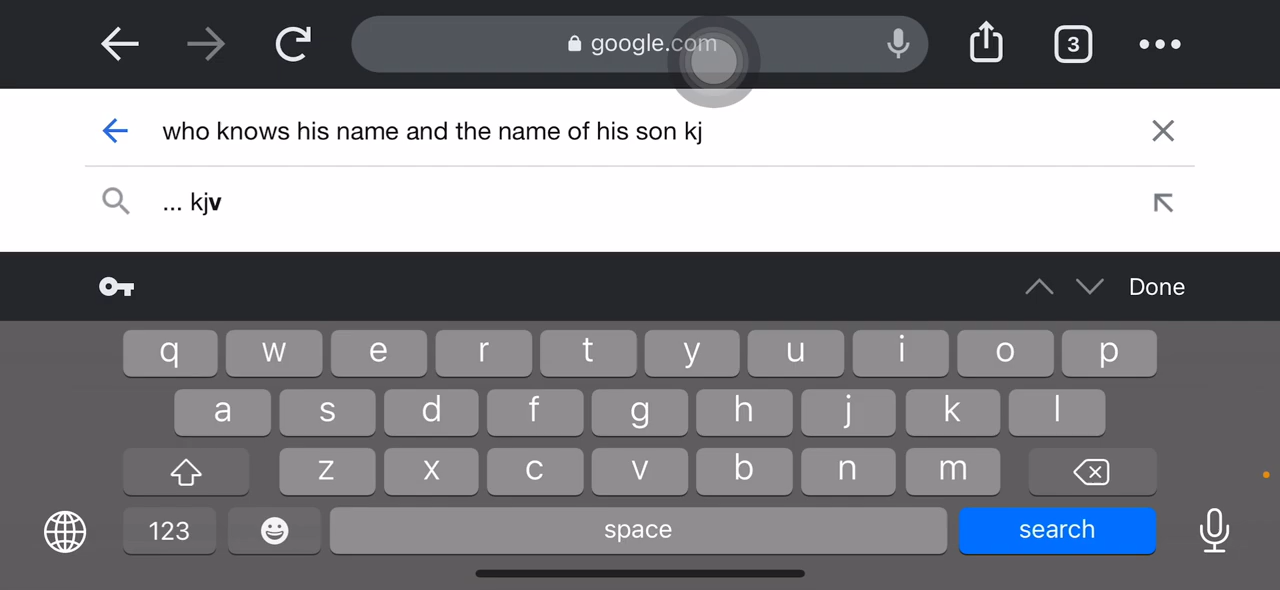 google.com
3
who knows his name and the name of his son kj
... kjv
Done
q w e r t y u i o p
a s d f g h j k l
z x c v b n m
123 space search